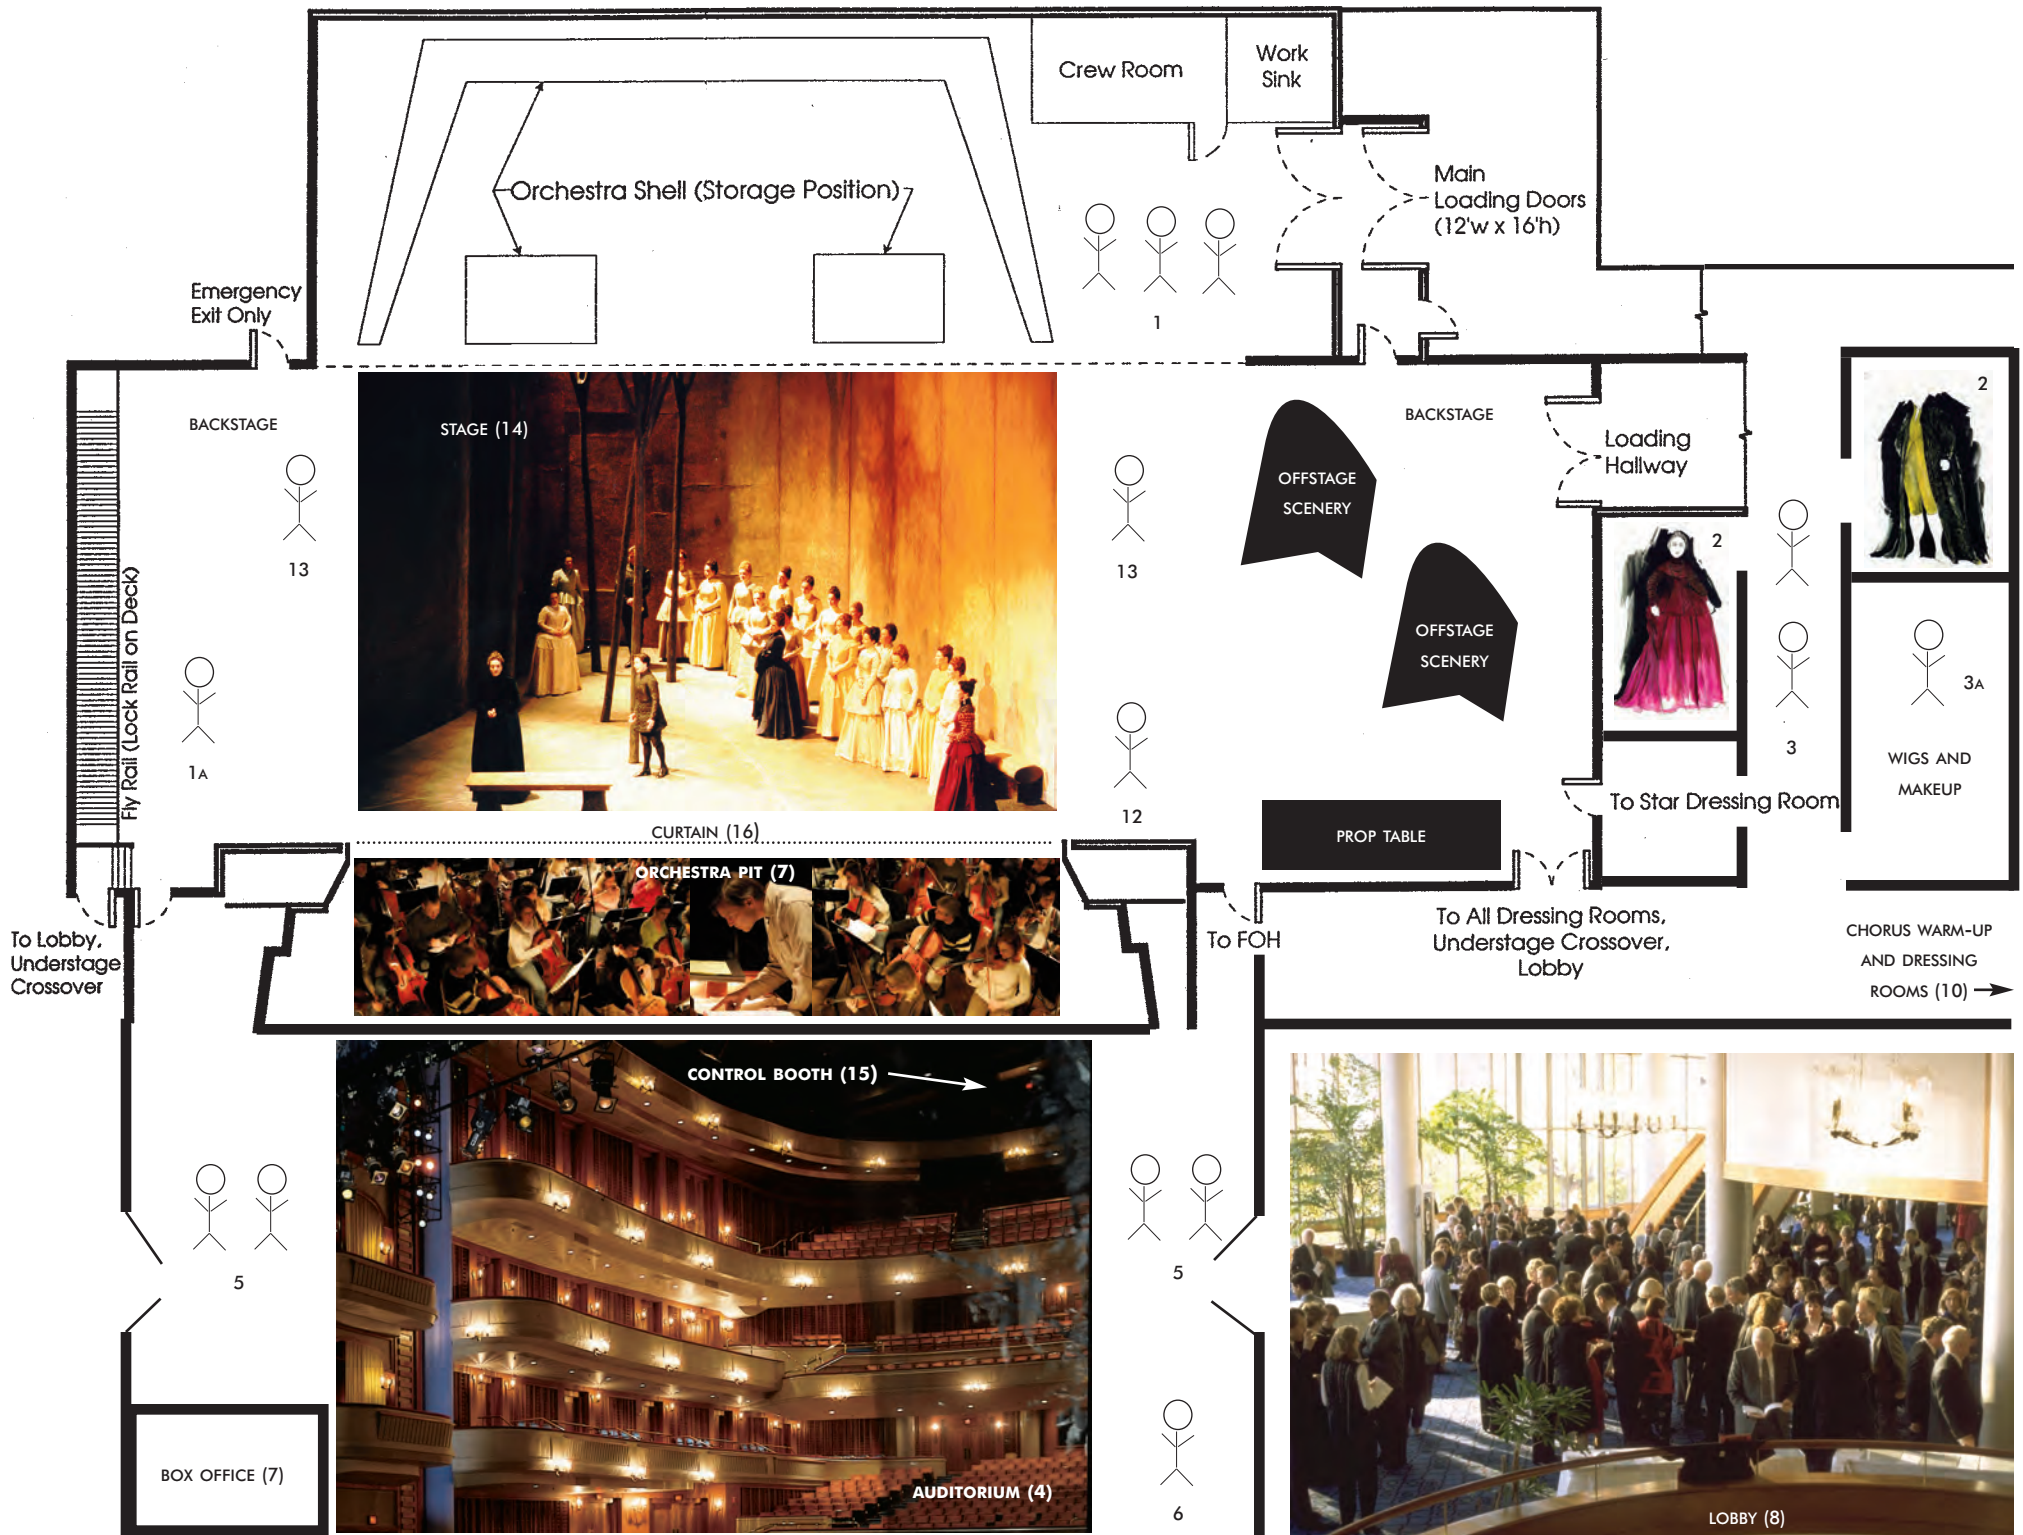 Crew Room
Work
Sink
Orchestra Shell (Storage Position)
Main
Loading Doors
(12'w x 16'h)
1
Emergency
Exit Only
BACKSTAGE
STAGE (14)
BACKSTAGE
2
OFFSTAGE
SCENERY
Loading
Hallway
13
13
2
Fly Rail (Lock Rail on Deck)
OFFSTAGE
SCENERY
3A
1A
3
WIGS AND
MAKEUP
To Star Dressing Room
12
CURTAIN (16)
PROP TABLE
ORCHESTRA PIT (7)
To Lobby,
Understage
Crossover
To FOH
To All Dressing Rooms,
Understage Crossover,
Lobby
CHORUS WARM-UP
AND DRESSING
ROOMS (10)
CONTROL BOOTH (15)
5
5
BOX OFFICE (7)
AUDITORIUM (4)
6
LOBBY (8)